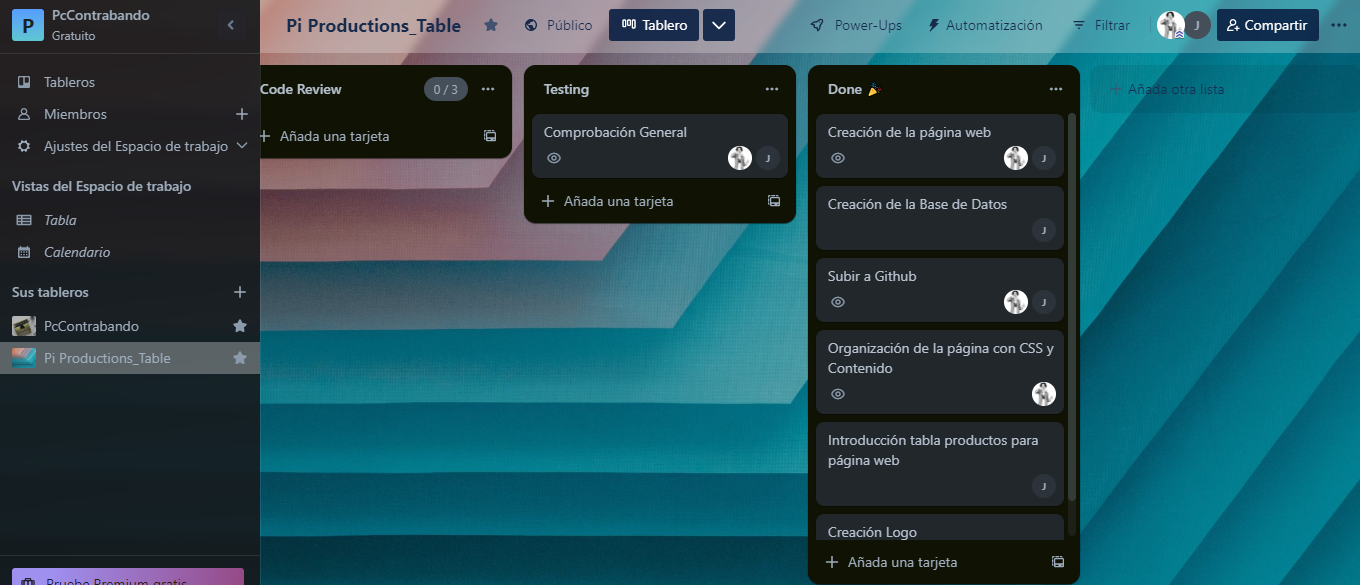 P
PcContrabando
Gratuito
Tableros
Miembros
Ajustes del Espacio de trabajo
Vistas del Espacio de trabajo
Tabla
Calendario
Sus tableros
PcContrabando
Pi Productions_Table
Pruebe Premium gratis
Pi Productions_Table
Público
Tablero
Power-Ups
Automatización
Filtrar
J
Compartir
Code Review
0 / 3
Añada una tarjeta
Testing
Comprobación General
J
Añada una tarjeta
Done
Creación de la página web
J
Creación de la Base de Datos
J
Subir a Github
J
Organización de la página con CSS y
Contenido
Introducción tabla productos para
página web
J
Creación Logo
Añada una tarjeta
Añada otra lista